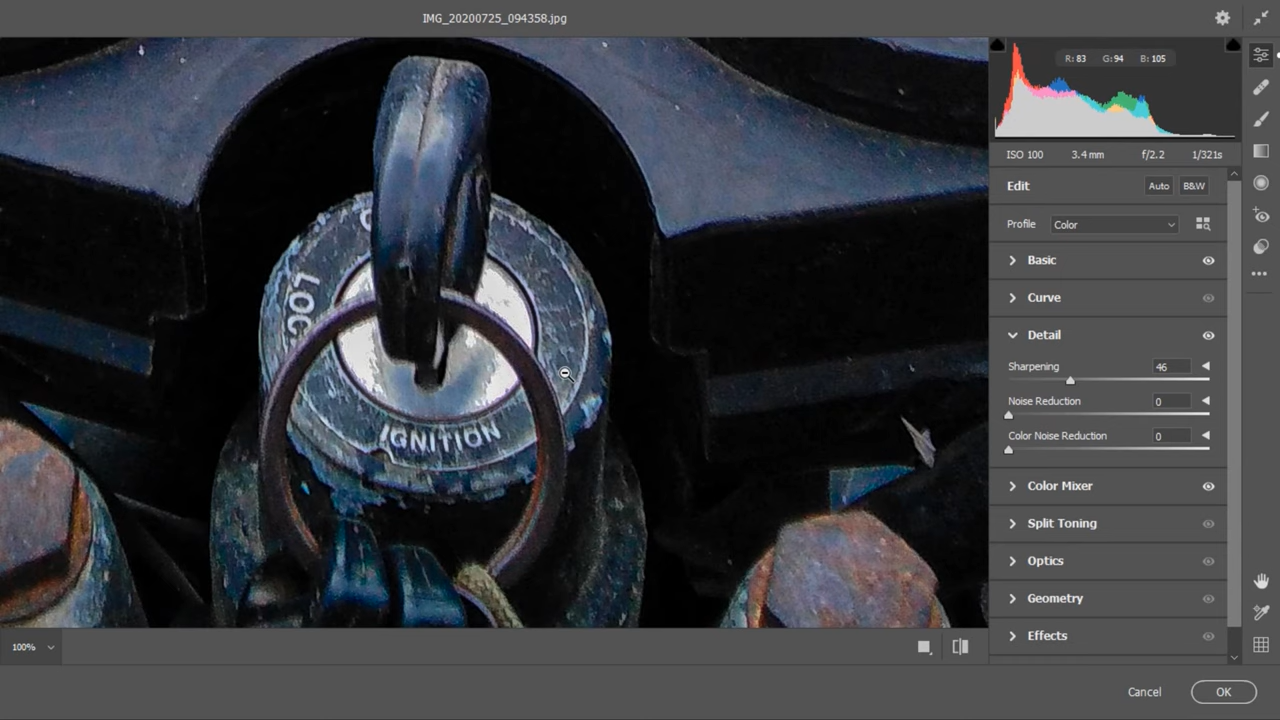 IMG_20200725_094358.jpg
R: 83 G: 94 B: 105
ISO 100 3.4 mm f/2.2 1/321s
Edit Auto B&W
Profile Color
Basic
Curve
Detail
Sharpening 46
Noise Reduction 0
Color Noise Reduction 0
Color Mixer
Split Toning
Optics
Geometry
Effects
LOC
IGNITION
100%
Cancel OK